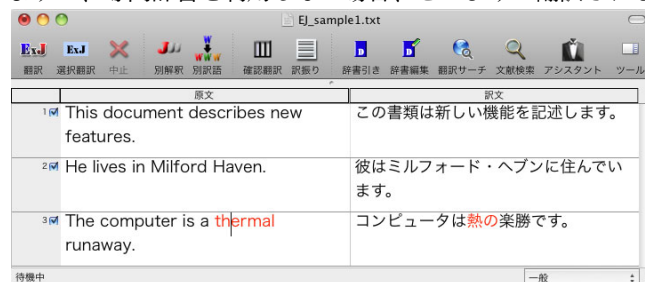 EJ_sample1.txt
ExJ ExJ
翻訳 選択翻訳 中止 別解釈 別訳語 確認翻訳 訳振り 辞書引き 辞書編集 翻訳サーチ 文献検索 アシスタント ツール
原文 訳文
1 This document describes new
features.
この書類は新しい機能を記述します。
2 He lives in Milford Haven.
彼はミルフォード・ヘブンに住んでい
ます。
3 The computer is a thermal
runaway.
コンピュータは熱の楽勝です。
待機中 一般